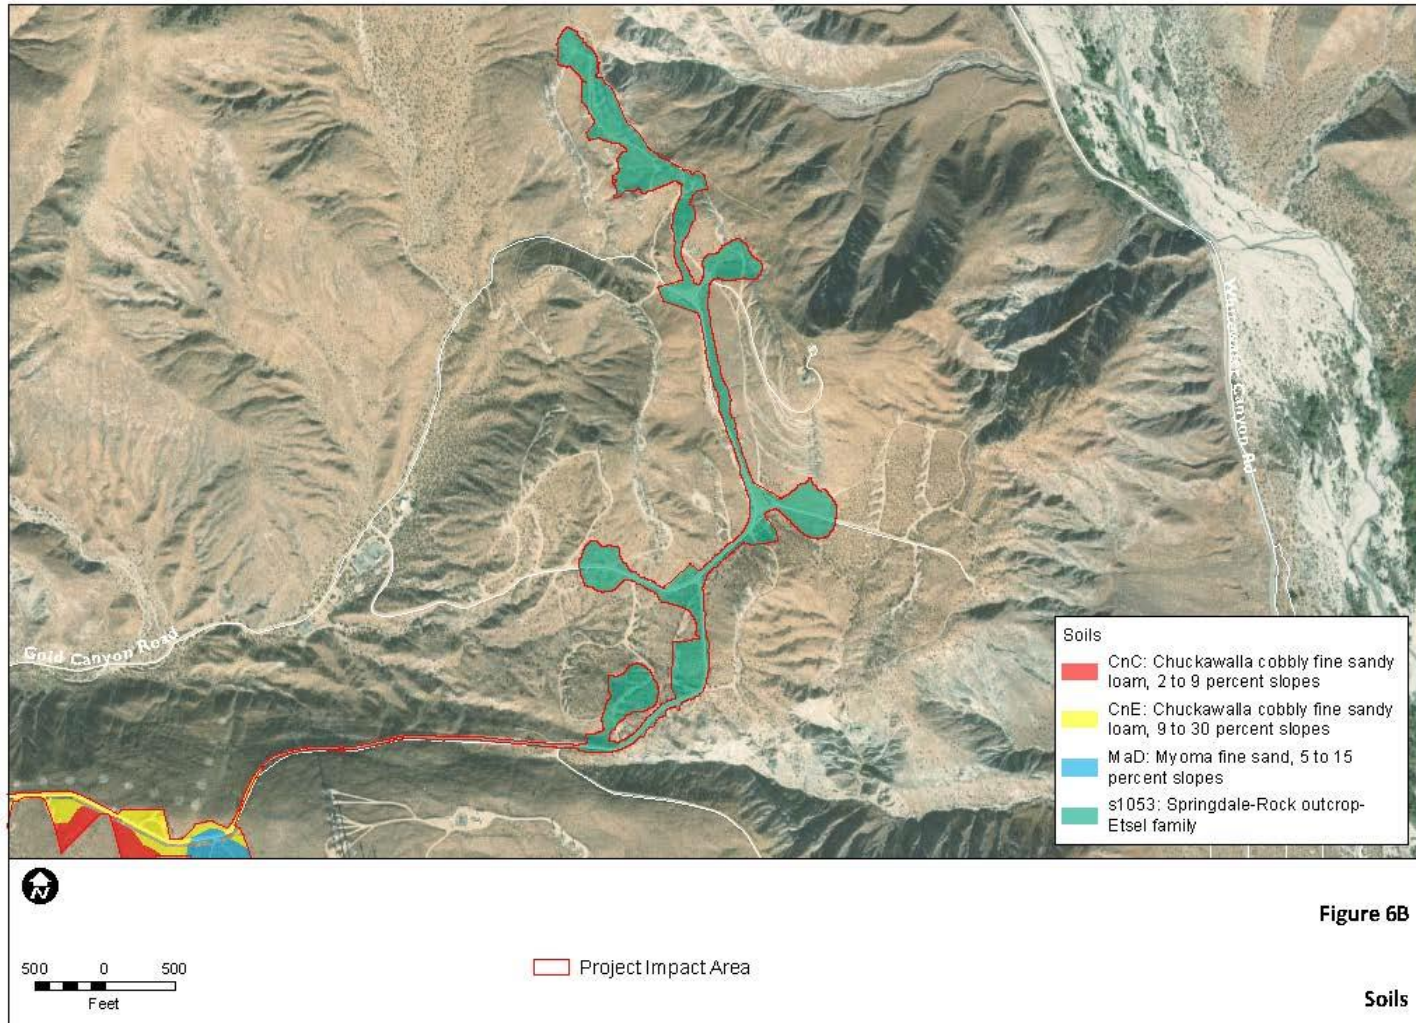 Gold Canyon Road
Whitewater Canyon Rd
Soils
CnC: Chuckawalla cobbly fine sandy
loam, 2 to 9 percent slopes
CnE: Chuckawalla cobbly fine sandy
loam, 9 to 30 percent slopes
MaD: Myoma fine sand, 5 to 15
percent slopes
s1053: Springdale-Rock outcrop-
Etsel family
N
Figure 6B
500 0 500
Feet
Project Impact Area
Soils